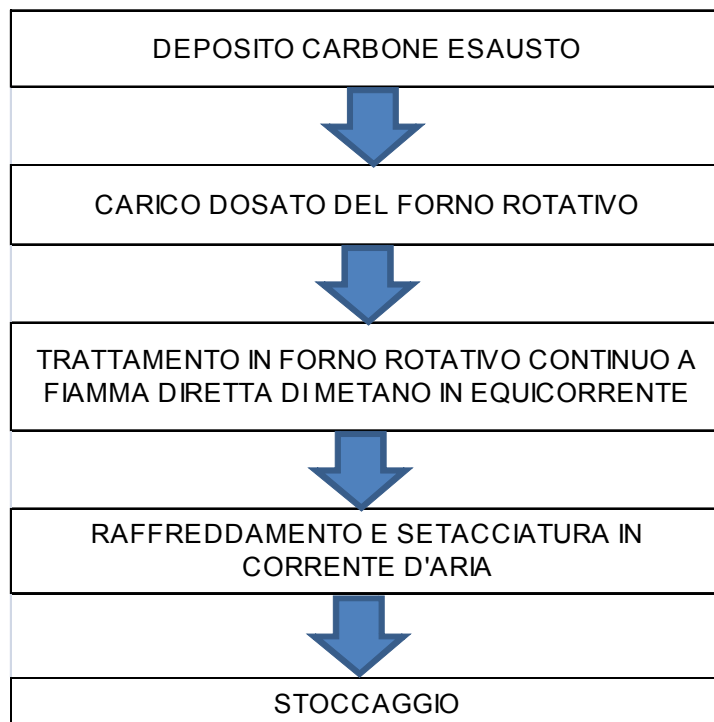 DEPOSITO CARBONE ESAUSTO
CARICO DOSATO DEL FORNO ROTATIVO
TRATTAMENTO IN FORNO ROTATIVO CONTINUO A
FIAMMA DIRETTA DI METANO IN EQUICORRENTE
RAFFREDDAMENTO E SETACCIATURA IN
CORRENTE D'ARIA
STOCCAGGIO